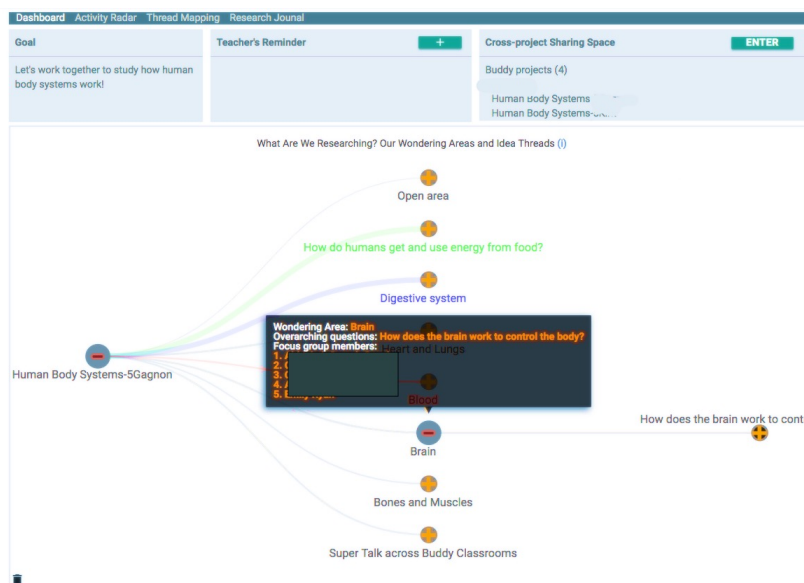 Dashboard Activity Radar Thread Mapping Research Jounal
Goal
Let's work together to study how human
body systems work!
Teacher's Reminder
+
Cross-project Sharing Space
ENTER
Buddy projects (4)
Human Body Systems
Human Body Systems-
What Are We Researching? Our Wondering Areas and Idea Threads (i)
Open area
How do humans get and use energy from food?
Digestive system
Wondering Area: Brain
Overarching questions: How does the brain work to control the body?
Focus group members:
Heart and Lungs
1. A
2.
3.
4. A
5.
Blood
Human Body Systems-5Gagnon
How does the brain work to cont
Brain
Bones and Muscles
Super Talk across Buddy Classrooms